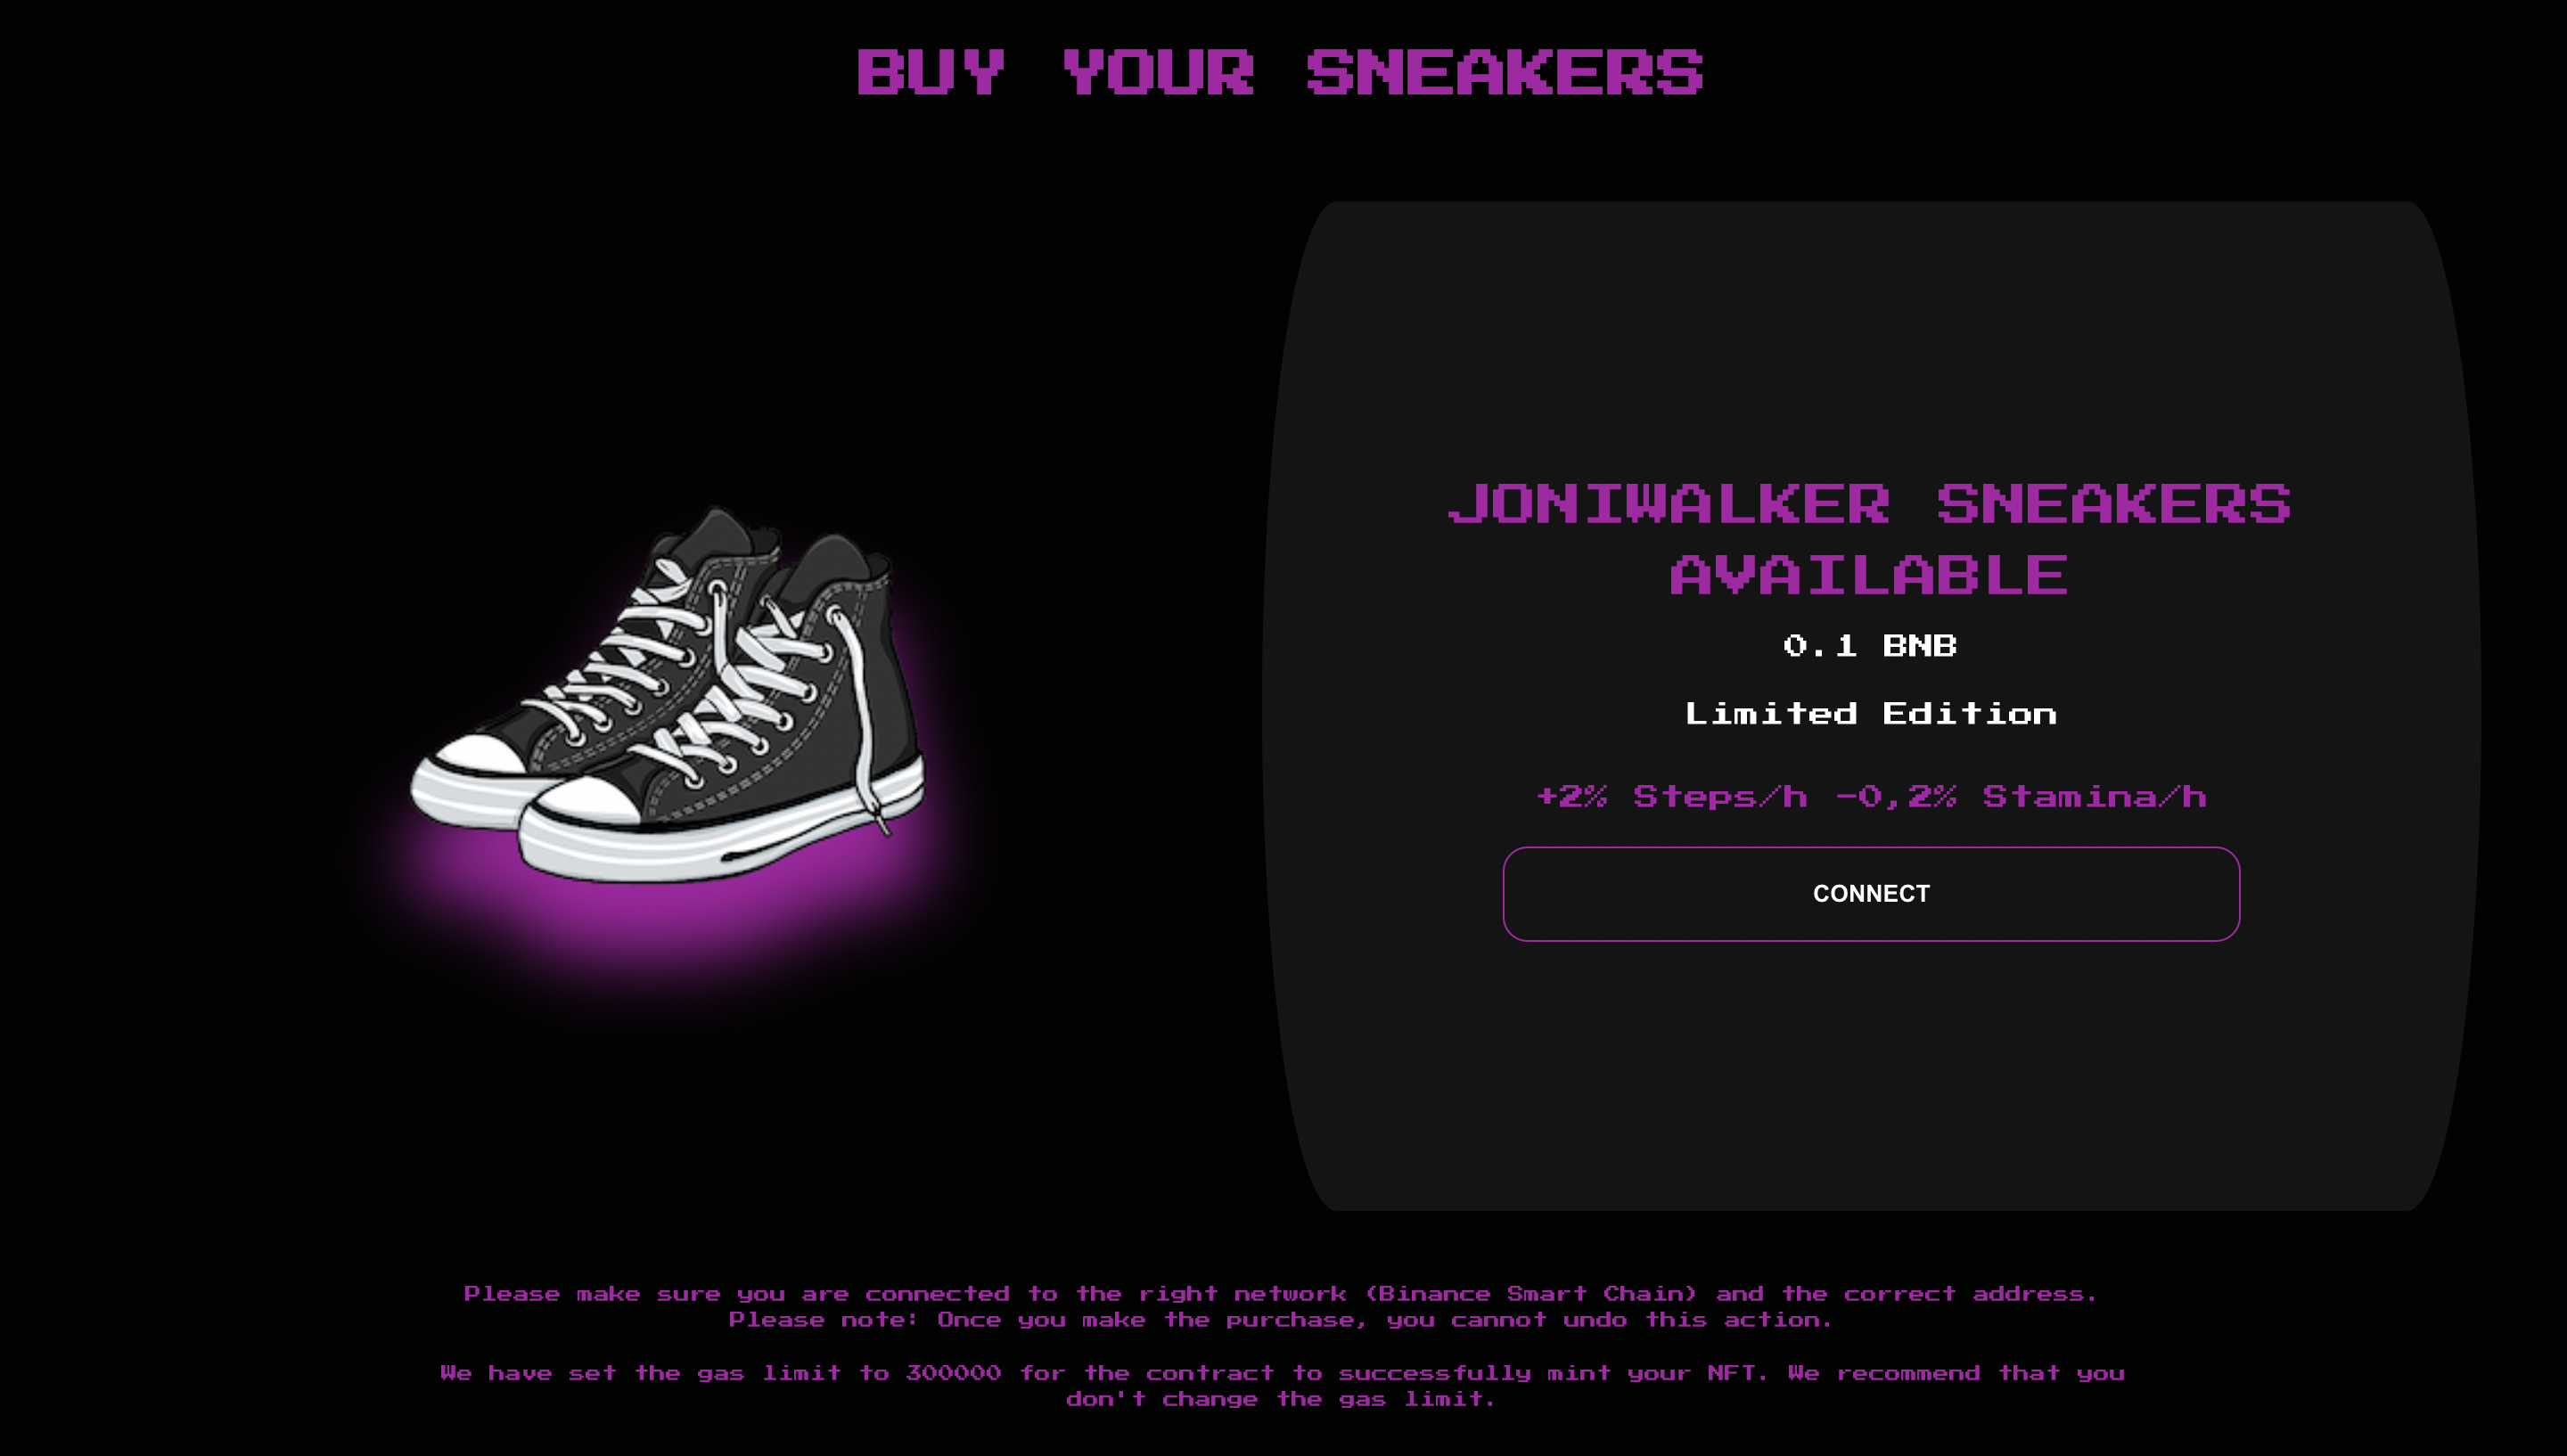 BUY YOUR SNEAKERS
JONIWALKER SNEAKERS
AVAILABLE
0.1 BNB
Limited Edition
+2% Steps/h -0,2% Stamina/h
CONNECT
Please make sure you are connected to the right network (Binance Smart Chain) and the correct address.
Please note: Once you make the purchase, you cannot undo this action.
We have set the gas limit to 300000 for the contract to successfully mint your NFT. We recommend that you
don't change the gas limit.